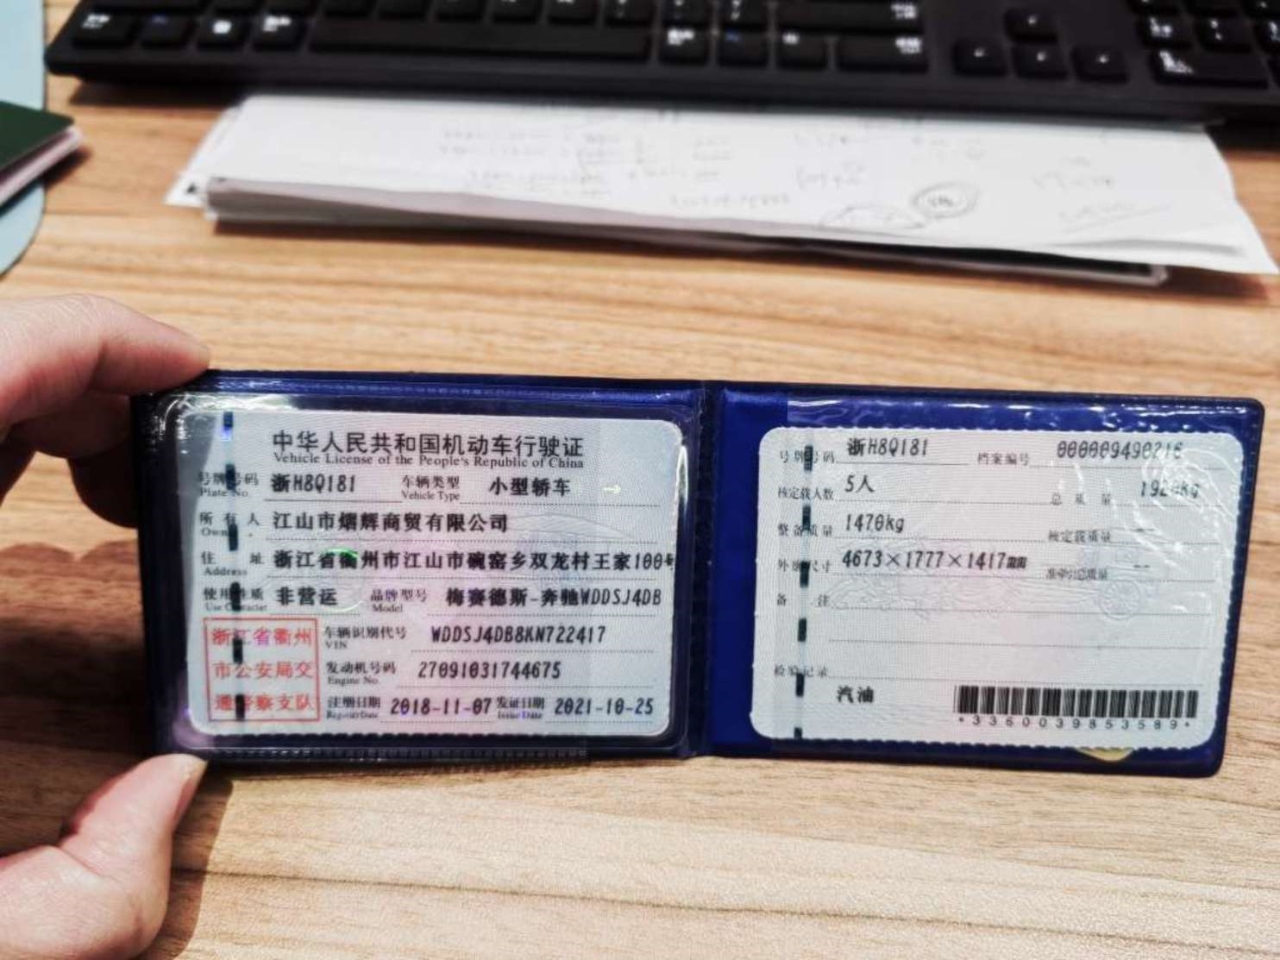 中华人民共和国机动车行驶证
Vehicle License of the People's Republic of China
号牌号码 浙H8Q181 车辆类型 小型轿车
Plate No. Vehicle Type
所有人 江山市熠辉商贸有限公司
Owner
住址 浙江省衢州市江山市碗窑乡双龙村王家100号
Address
使用性质 非营运 品牌型号 梅赛德斯-奔驰WDDSJ4DB
Use Character Model
浙江省衢州
市公安局交
通警察支队
车辆识别代号 WDDSJ4DB8KN722417
VIN
发动机号码 27091031744675
Engine No.
注册日期 2018-11-07 发证日期 2021-10-25
Register Date Issue Date
号牌号码 浙H8Q181 档案编号
核定载人数 5人 总质量
整备质量 1470kg 核定载质量 --
外廓尺寸 4673×1777×1417mm 准牵引总质量 --
备注
检验记录
汽油
*3360039853589*